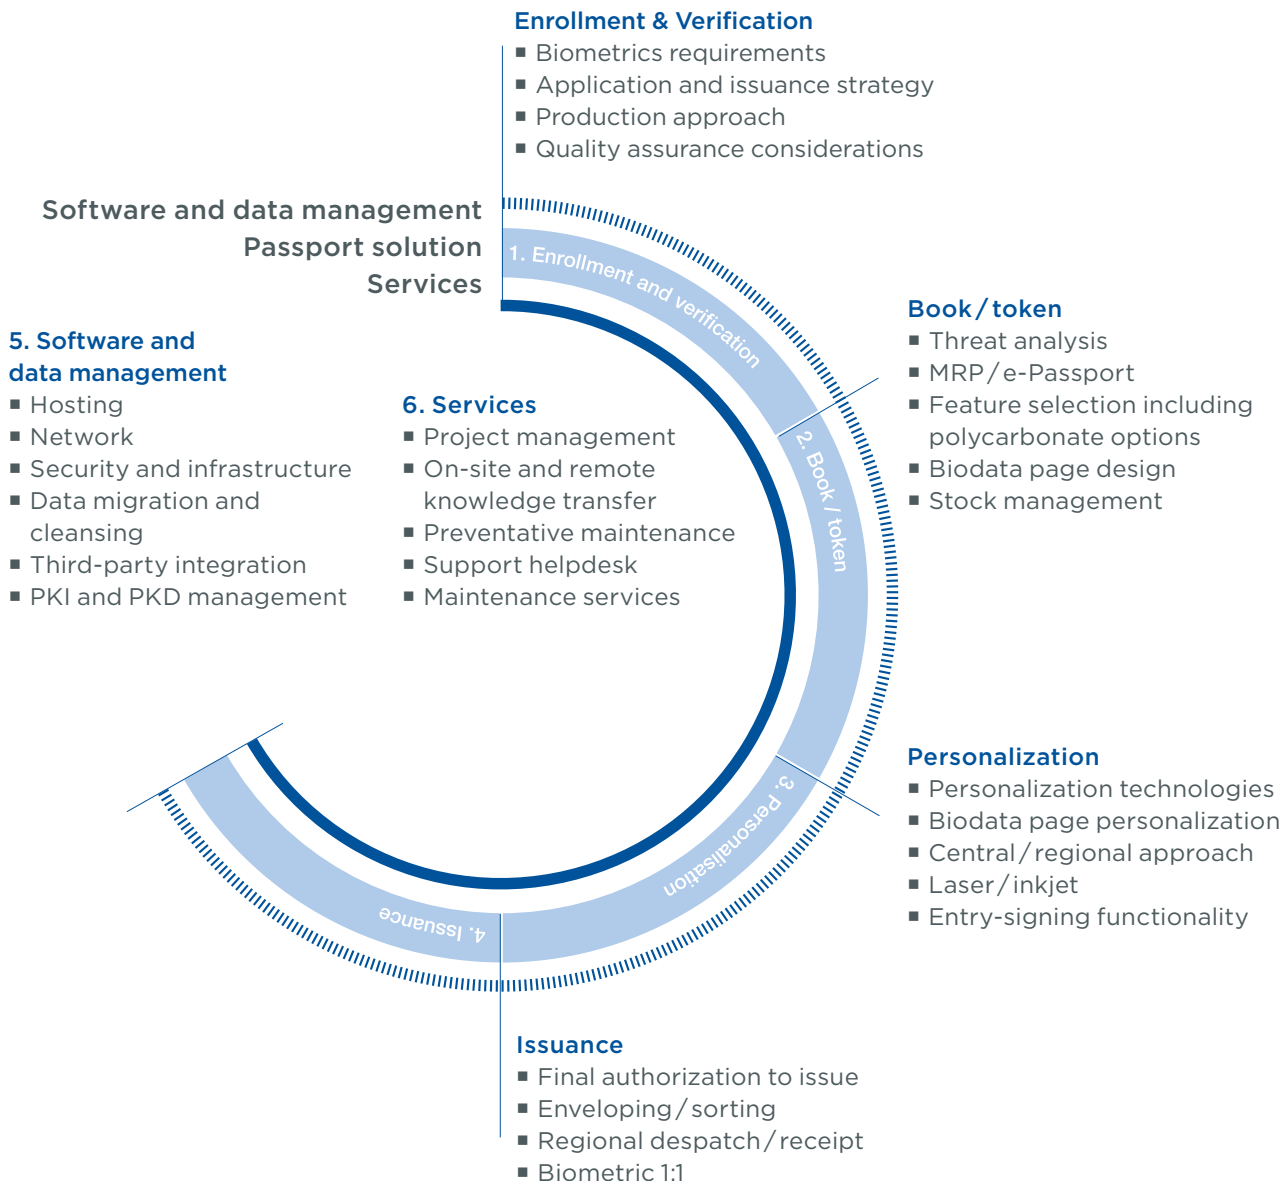 Enrollment & Verification
▪ Biometrics requirements
▪ Application and issuance strategy
▪ Production approach
▪ Quality assurance considerations
Software and data management
Passport solution
Services
1. Enrollment and verification
2. Book / token
3. Personalisation
4. Issuance
Book / token
▪ Threat analysis
▪ MRP / e-Passport
▪ Feature selection including
polycarbonate options
▪ Biodata page design
▪ Stock management
5. Software and
data management
▪ Hosting
▪ Network
▪ Security and infrastructure
▪ Data migration and
cleansing
▪ Third-party integration
▪ PKI and PKD management
6. Services
▪ Project management
▪ On-site and remote
knowledge transfer
▪ Preventative maintenance
▪ Support helpdesk
▪ Maintenance services
Personalization
▪ Personalization technologies
▪ Biodata page personalization
▪ Central / regional approach
▪ Laser / inkjet
▪ Entry-signing functionality
Issuance
▪ Final authorization to issue
▪ Enveloping / sorting
▪ Regional despatch / receipt
▪ Biometric 1:1